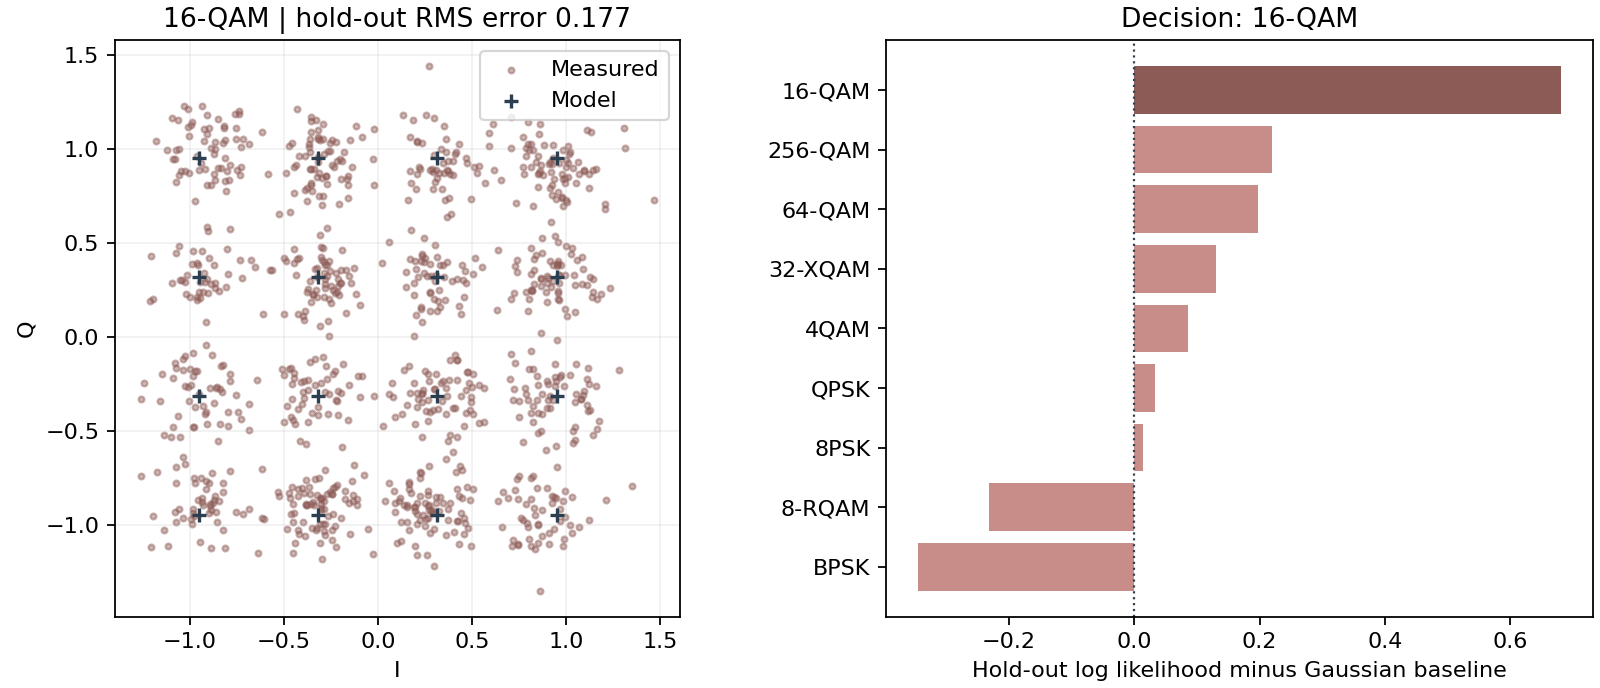 16-QAM | hold-out RMS error 0.177
Measured
Model
1.5
1.0
0.5
0.0
−0.5
−1.0
Q
−1.0
−0.5
0.0
0.5
1.0
1.5
I
Decision: 16-QAM
16-QAM
256-QAM
64-QAM
32-XQAM
4QAM
QPSK
8PSK
8-RQAM
BPSK
−0.2
0.0
0.2
0.4
0.6
Hold-out log likelihood minus Gaussian baseline